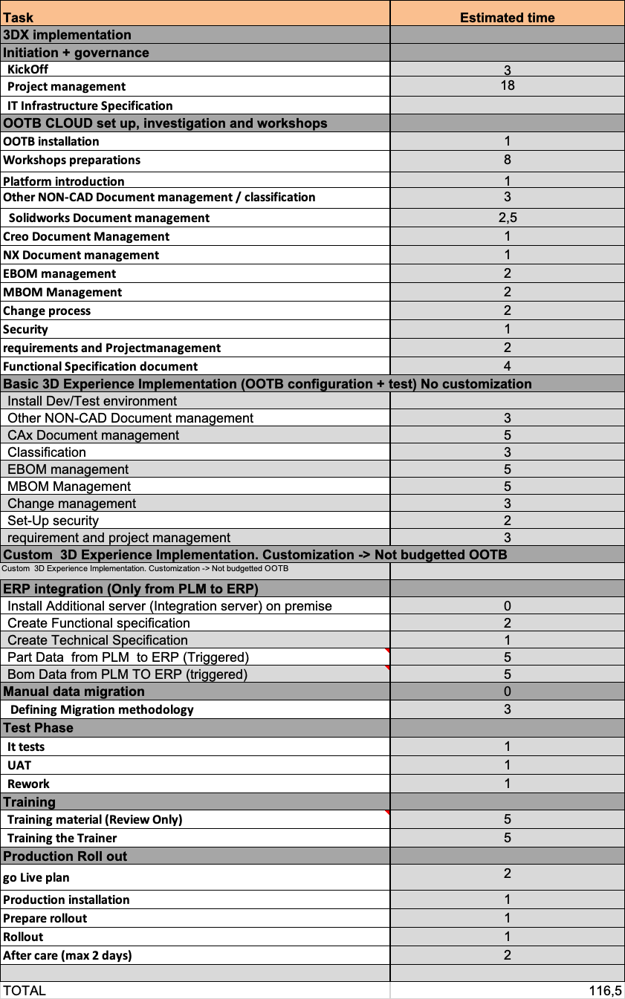 Task Estimated time
3DX implementation
Initiation + governance
KickOff 3
Project management 18
IT Infrastructure Specification
OOTB CLOUD set up, investigation and workshops
OOTB installation 1
Workshops preparations 8
Platform introduction 1
Other NON-CAD Document management / classification 3
Solidworks Document management 2,5
Creo Document Management 1
NX Document management 1
EBOM management 2
MBOM Management 2
Change process 2
Security 1
requirements and Projectmanagement 2
Functional Specification document 4
Basic 3D Experience Implementation (OOTB configuration + test) No customization
Install Dev/Test environment
Other NON-CAD Document management 3
CAx Document management 5
Classification 3
EBOM management 5
MBOM Management 5
Change management 3
Set-Up security 2
requirement and project management 3
Custom  3D Experience Implementation. Customization -> Not budgetted OOTB
Custom  3D Experience Implementation. Customization -> Not budgetted OOTB
ERP integration (Only from PLM to ERP)
Install Additional server (Integration server) on premise 0
Create Functional specification 2
Create Technical Specification 1
Part Data  from PLM  to ERP (Triggered) 5
Bom Data from PLM TO ERP (triggered) 5
Manual data migration 0
Defining Migration methodology 3
Test Phase
It tests 1
UAT 1
Rework 1
Training
Training material (Review Only) 5
Training the Trainer 5
Production Roll out
go Live plan 2
Production installation 1
Prepare rollout 1
Rollout 1
After care (max 2 days) 2
TOTAL 116,5